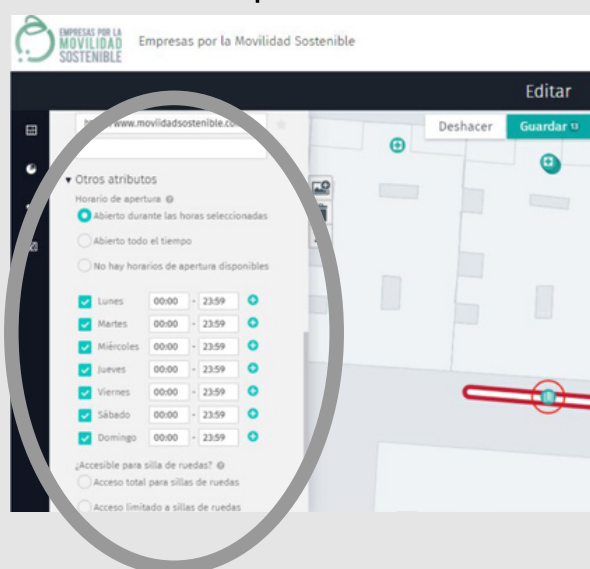 EMPRESAS POR LA
MOVILIDAD
SOSTENIBLE
Empresas por la Movilidad Sostenible
Editar
Deshacer
Guardar 13
Otros atributos
Horario de apertura
Abierto durante las horas seleccionadas
Abierto todo el tiempo
No hay horarios de apertura disponibles
Lunes 00:00 - 23:59
Martes 00:00 - 23:59
Miércoles 00:00 - 23:59
Jueves 00:00 - 23:59
Viernes 00:00 - 23:59
Sábado 00:00 - 23:59
Domingo 00:00 - 23:59
¿Accesible para silla de ruedas?
Acceso total para sillas de ruedas
Acceso limitado a sillas de ruedas